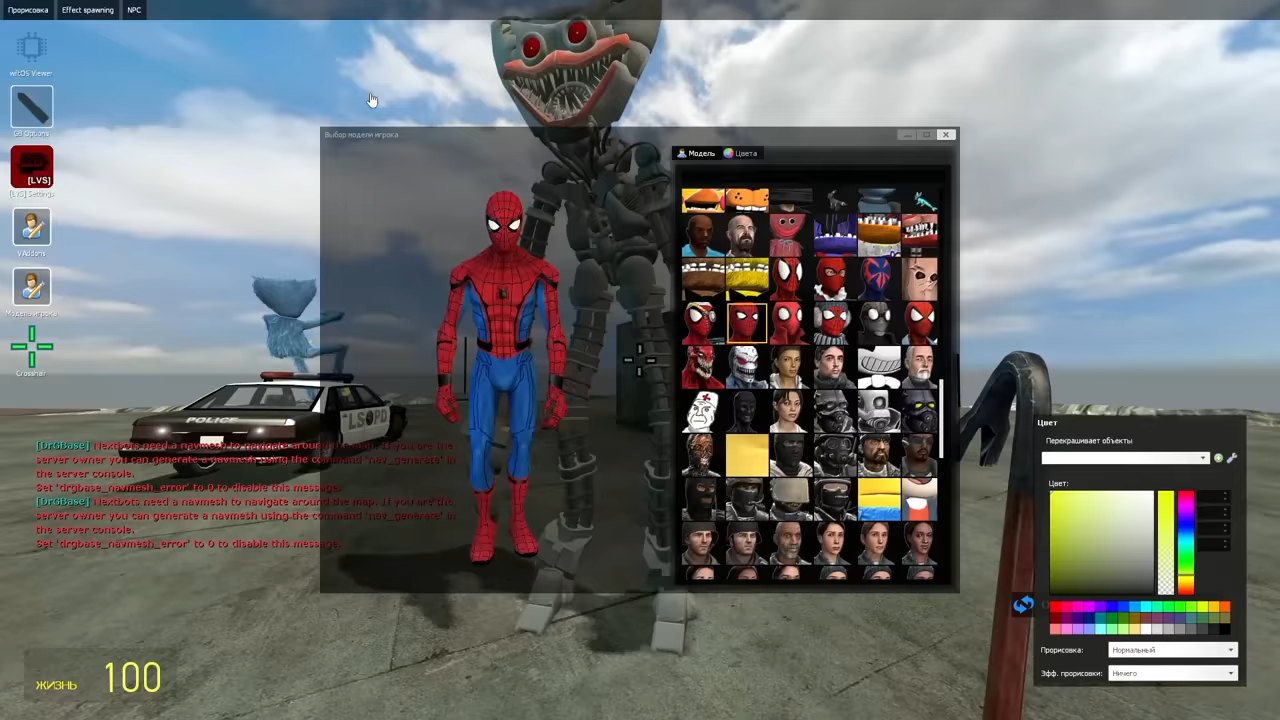 Прорисовка
Effect spawning
NPC
wiltOS Viewer
GB Options
[LVS]
[LVS] Settings
VAddons
Модель игрока
Crosshair
Выбор модели игрока
Модель
Цвета
POLICE
LSPD
[DrGBase] Nextbots need a navmesh to navigate around the map. If you are the
server owner you can generate a navmesh using the command 'nav_generate' in
the server console.
Set 'drgbase_navmesh_error' to 0 to disable this message.
[DrGBase] Nextbots need a navmesh to navigate around the map. If you are the
server owner you can generate a navmesh using the command 'nav_generate' in
the server console.
Set 'drgbase_navmesh_error' to 0 to disable this message.
Цвет
Перекрашивает объекты
Цвет:
Прорисовка:
Нормальный
Эфф. прорисовки:
Ничего
ЖИЗНЬ
100